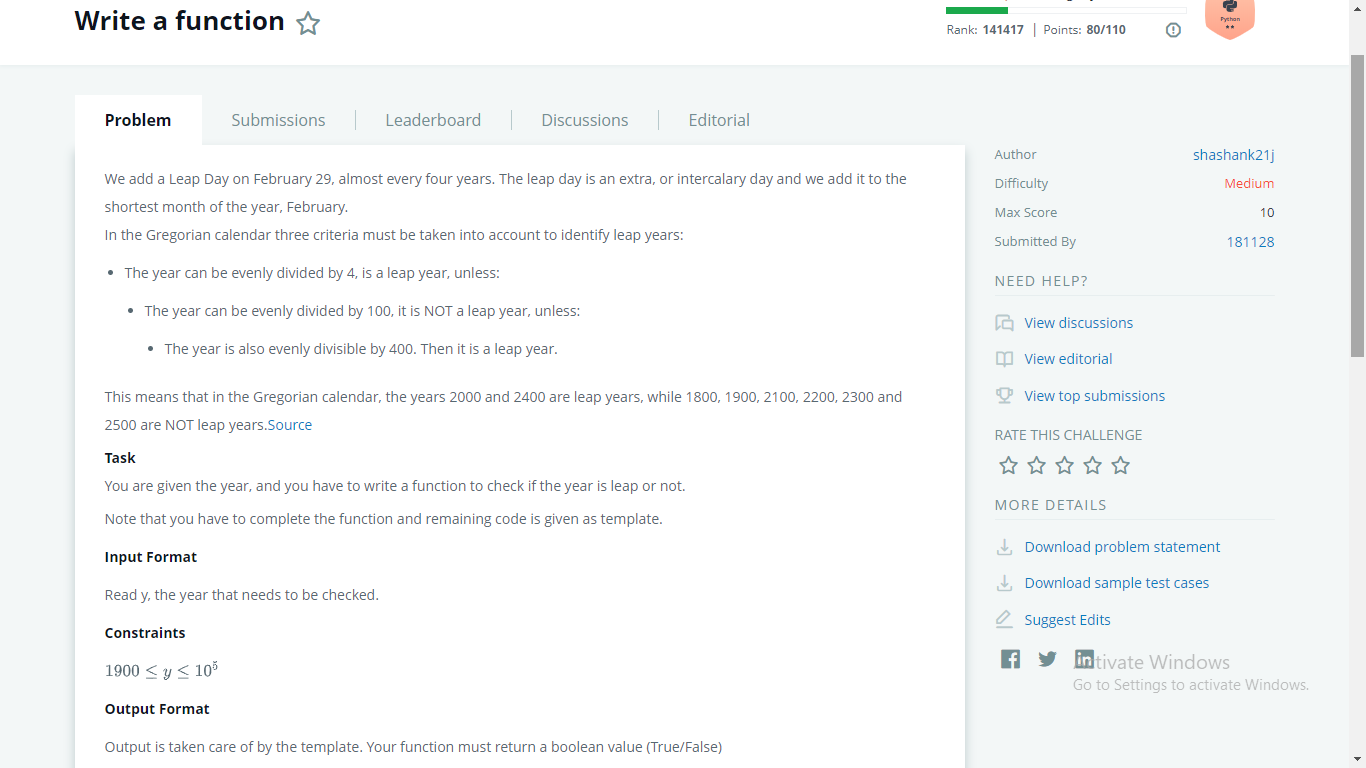 Write a function
Rank: 141417 | Points: 80/110
Python
Problem
Submissions
Leaderboard
Discussions
Editorial
We add a Leap Day on February 29, almost every four years. The leap day is an extra, or intercalary day and we add it to the
shortest month of the year, February.
In the Gregorian calendar three criteria must be taken into account to identify leap years:
• The year can be evenly divided by 4, is a leap year, unless:
• The year can be evenly divided by 100, it is NOT a leap year, unless:
• The year is also evenly divisible by 400. Then it is a leap year.
This means that in the Gregorian calendar, the years 2000 and 2400 are leap years, while 1800, 1900, 2100, 2200, 2300 and
2500 are NOT leap years.Source
Task
You are given the year, and you have to write a function to check if the year is leap or not.
Note that you have to complete the function and remaining code is given as template.
Input Format
Read y, the year that needs to be checked.
Constraints
1900 ≤ y ≤ 10⁵
Output Format
Output is taken care of by the template. Your function must return a boolean value (True/False)
Author shashank21j
Difficulty Medium
Max Score 10
Submitted By 181128
NEED HELP?
View discussions
View editorial
View top submissions
RATE THIS CHALLENGE
MORE DETAILS
Download problem statement
Download sample test cases
Suggest Edits
Activate Windows
Go to Settings to activate Windows.